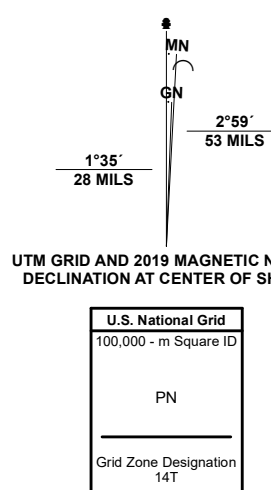 MN
GN
2°59´
53 MILS
1°35´
28 MILS
UTM GRID AND 2019 MAGNETIC N
DECLINATION AT CENTER OF SH
U.S. National Grid
100,000 - m Square ID
PN
Grid Zone Designation
14T